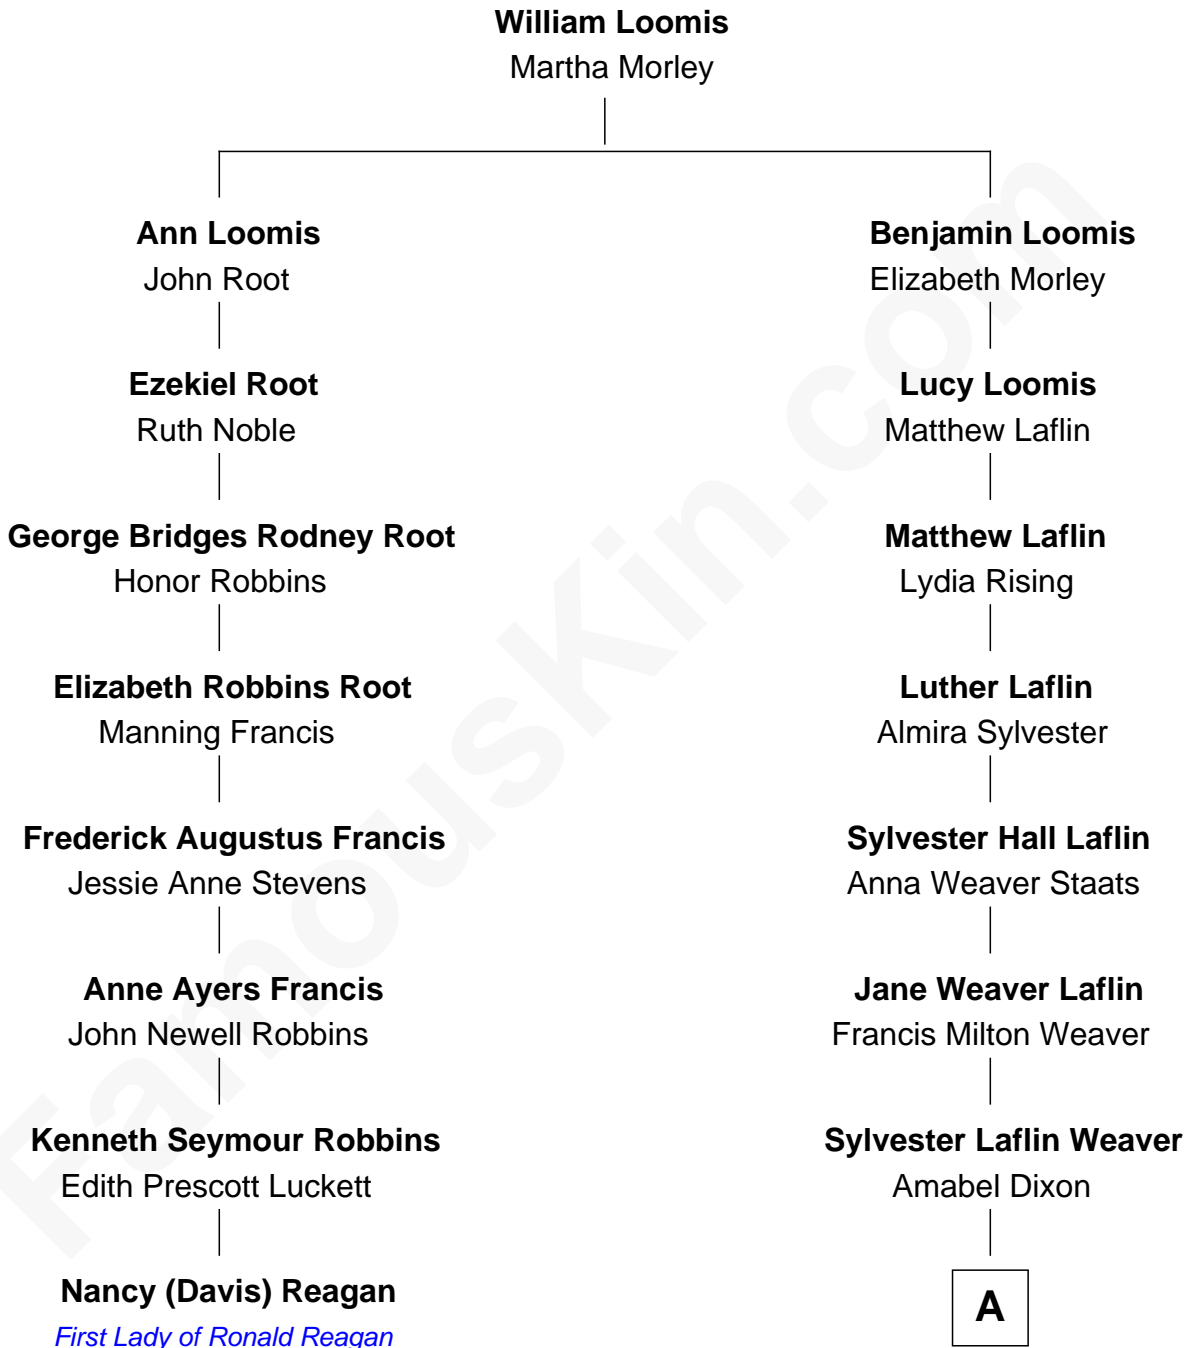 William Loomis
Martha Morley
Ann Loomis
John Root
Benjamin Loomis
Elizabeth Morley
Ezekiel Root
Ruth Noble
Lucy Loomis
Matthew Laflin
George Bridges Rodney Root
Honor Robbins
Matthew Laflin
Lydia Rising
Elizabeth Robbins Root
Manning Francis
Luther Laflin
Almira Sylvester
Frederick Augustus Francis
Jessie Anne Stevens
Sylvester Hall Laflin
Anna Weaver Staats
Anne Ayers Francis
John Newell Robbins
Jane Weaver Laflin
Francis Milton Weaver
Kenneth Seymour Robbins
Edith Prescott Luckett
Sylvester Laflin Weaver
Amabel Dixon
Nancy (Davis) Reagan
First Lady of Ronald Reagan
A
FamousKin.com